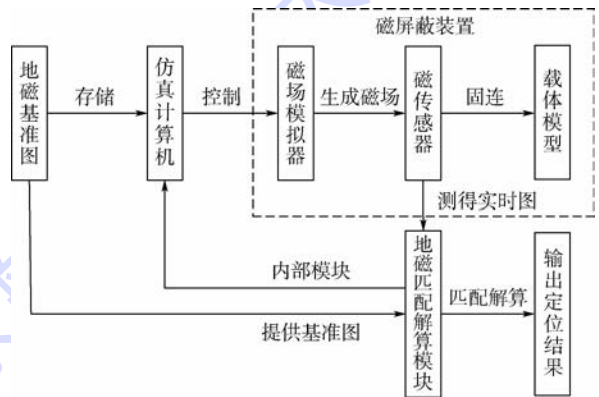 磁屏蔽装置
地磁基准图
存储
仿真计算机
控制
磁场模拟器
生成磁场
磁传感器
固连
载体模型
测得实时图
内部模块
地磁匹配解算模块
匹配解算
输出定位结果
提供基准图